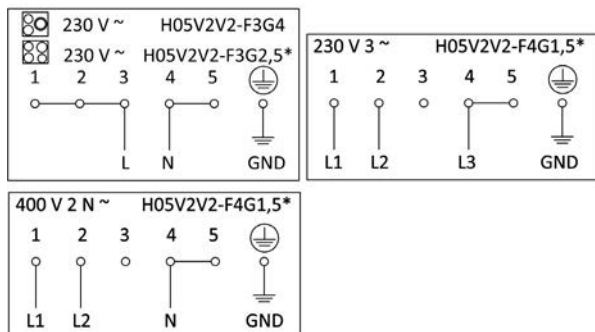 230 V ~ H05V2V2-F3G4
230 V ~ H05V2V2-F3G2,5*
1 2 3 4 5
L N GND
230 V 3 ~ H05V2V2-F4G1,5*
1 2 3 4 5
L1 L2 L3 GND
400 V 2 N ~ H05V2V2-F4G1,5*
1 2 3 4 5
L1 L2 N GND